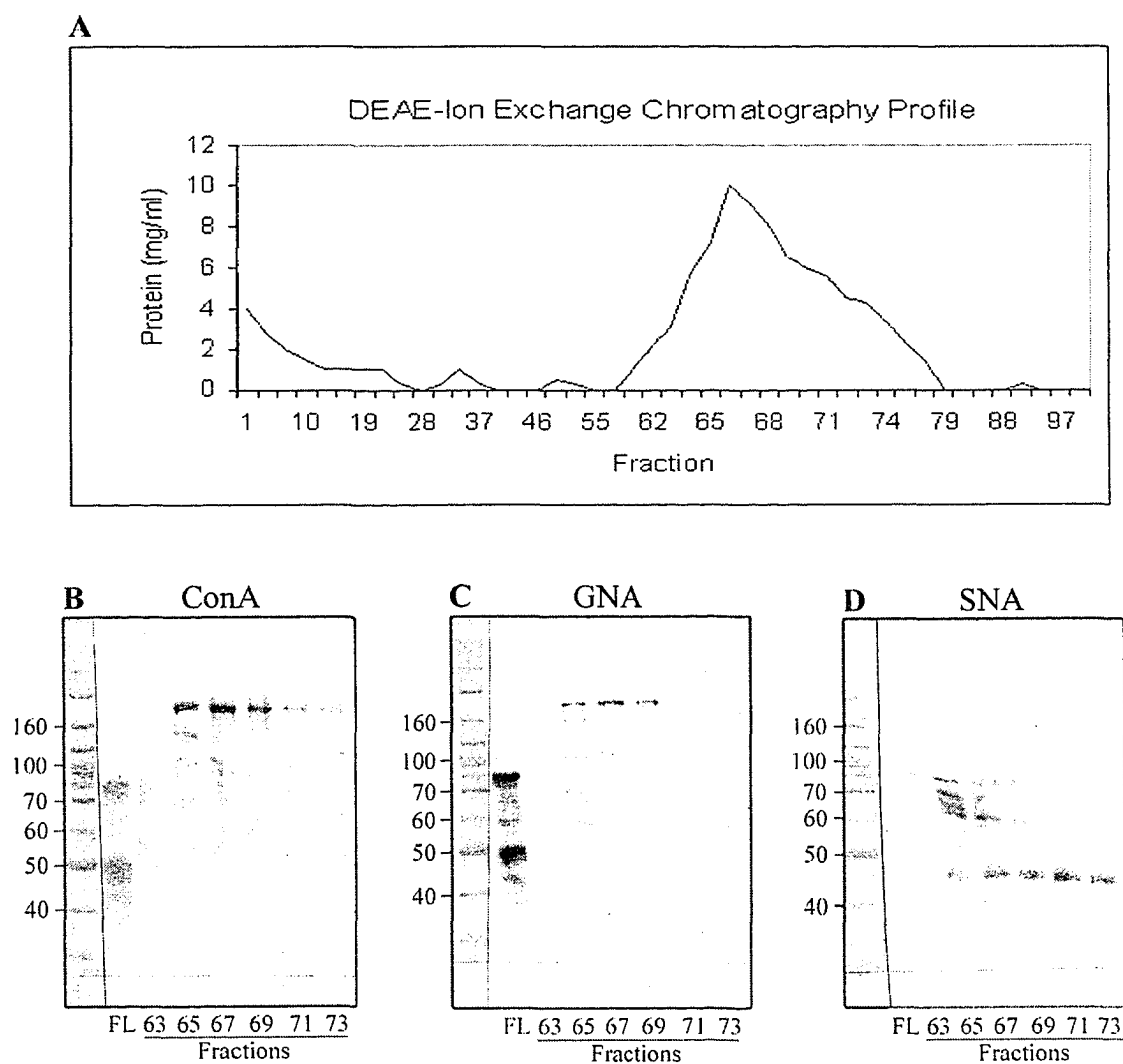 A
DEAE-Ion Exchange Chromatography Profile
12
10
8
6
4
2
0
Protein (mg/ml)
1 10 19 28 37 46 55 62 65 68 71 74 79 88 97
Fraction
B ConA
160
100
70
60
50
40
FL 63 65 67 69 71 73
Fractions
C GNA
160
100
70
60
50
40
FL 63 65 67 69 71 73
Fractions
D SNA
160
100
70
60
50
40
FL 63 65 67 69 71 73
Fractions